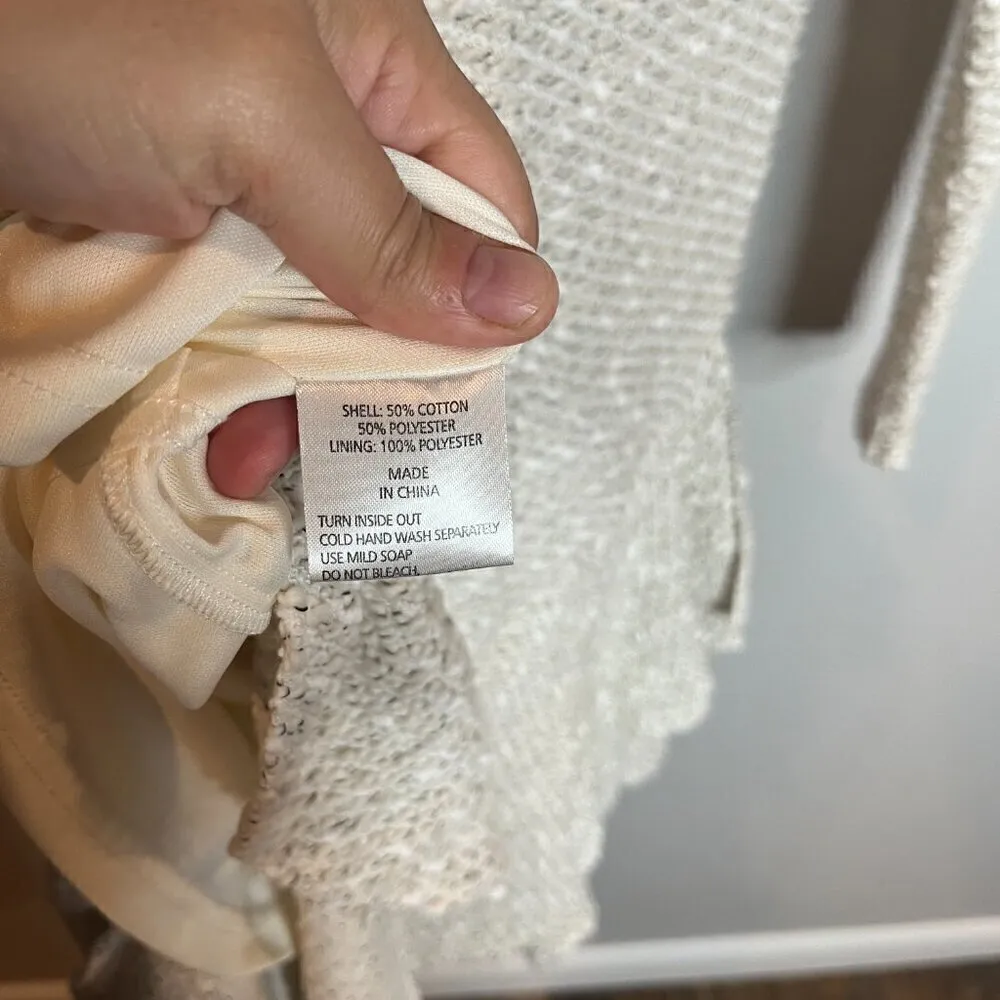 SHELL: 50% COTTON
50% POLYESTER
LINING: 100% POLYESTER
MADE
IN CHINA
TURN INSIDE OUT
COLD HAND WASH SEPARATELY
USE MILD SOAP
DO NOT BLEACH.